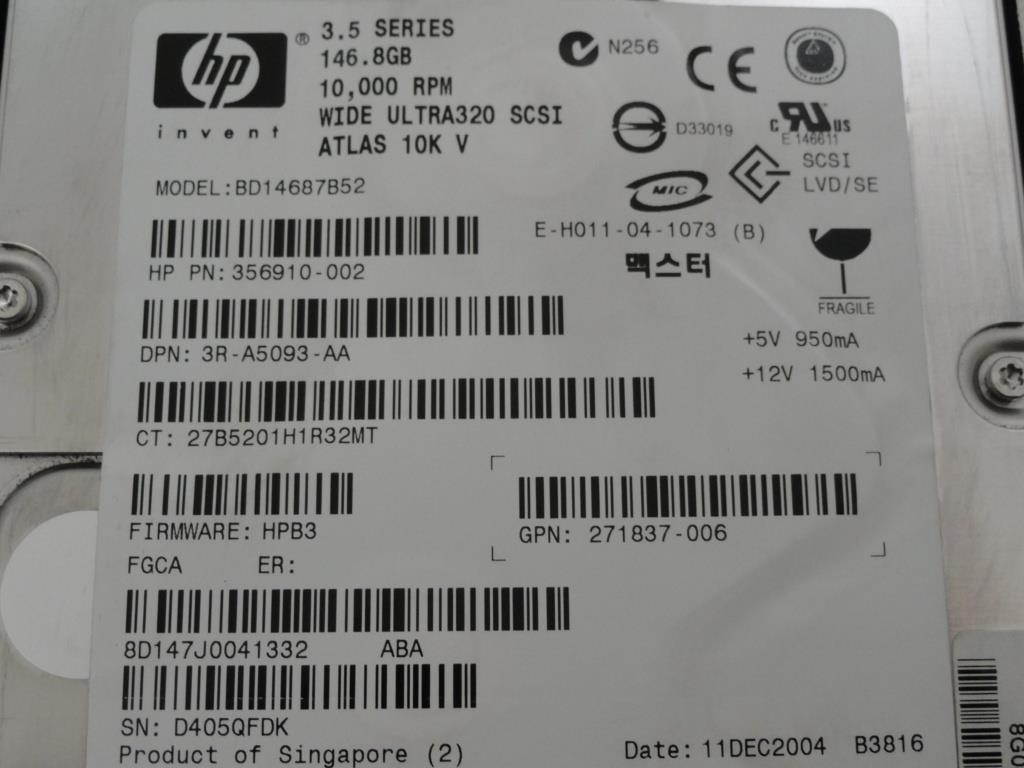 hp ®
invent
3.5 SERIES
146.8GB
10,000 RPM
WIDE ULTRA320 SCSI
ATLAS 10K V
N256
CE
D33019
c RU US
E 146611
SCSI
LVD/SE
MIC
E-H011-04-1073 (B)
맥스터
FRAGILE
MODEL:BD14687B52
HP PN:356910-002
DPN: 3R-A5093-AA
+5V 950mA
+12V 1500mA
CT: 27B5201H1R32MT
FIRMWARE: HPB3
GPN: 271837-006
FGCA ER:
8D147J0041332 ABA
SN: D405QFDK
Product of Singapore (2)
Date: 11DEC2004 B3816